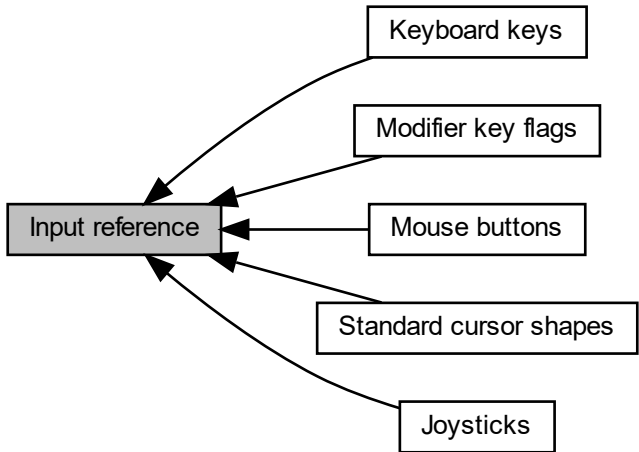 Keyboard keys
Modifier key flags
Input reference
Mouse buttons
Standard cursor shapes
Joysticks